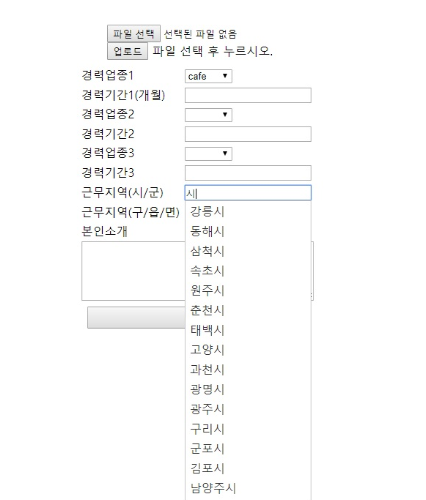 파일 선택 선택된 파일 없음
업로드 파일 선택 후 누르시오.
경력업종1 cafe
경력기간1(개월)
경력업종2
경력기간2
경력업종3
경력기간3
근무지역(시/군) 시
근무지역(구/읍/면) 강릉시
본인소개 동해시
삼척시
속초시
원주시
춘천시
태백시
고양시
과천시
광명시
광주시
구리시
군포시
김포시
남양주시